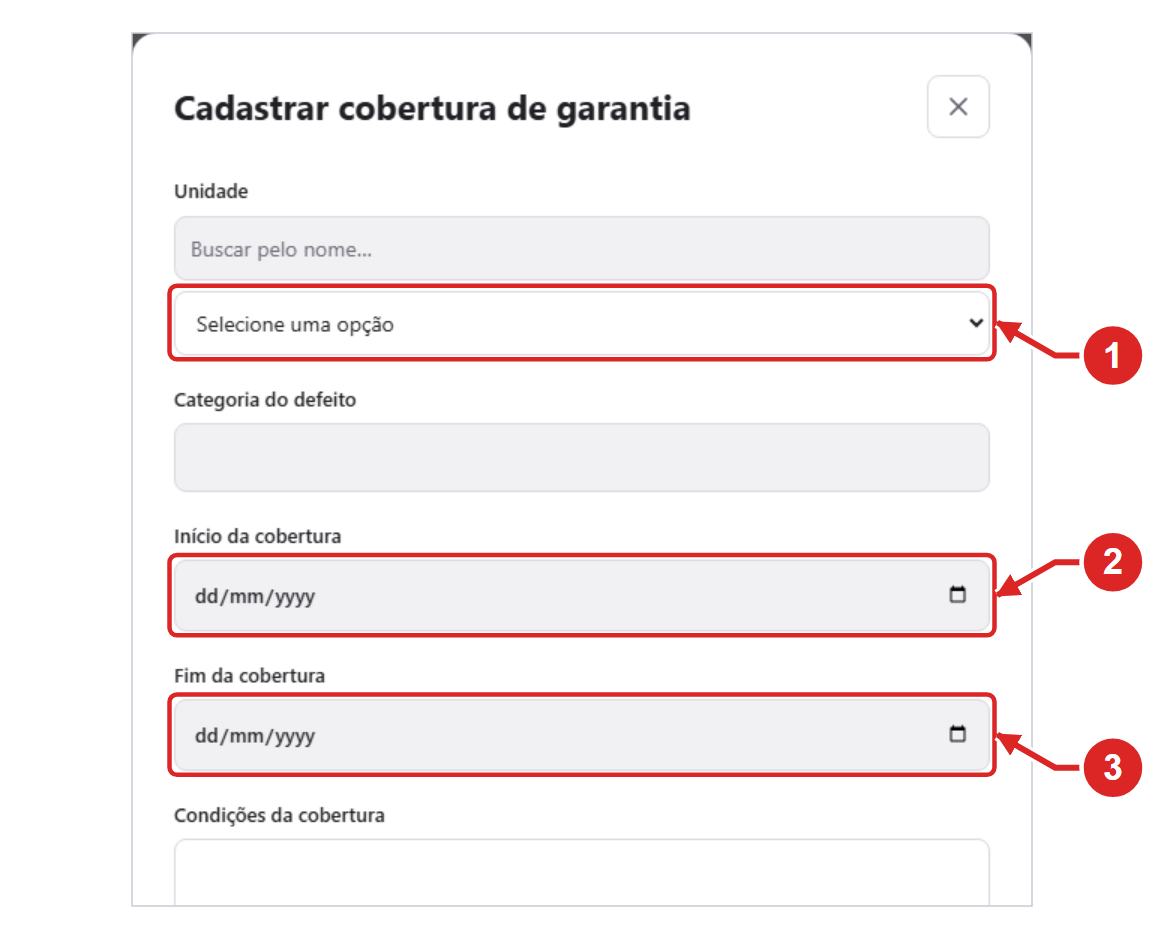 Cadastrar cobertura de garantia
Unidade
Buscar pelo nome...
Selecione uma opção
1
Categoria do defeito
Início da cobertura
dd/mm/yyyy
2
Fim da cobertura
dd/mm/yyyy
3
Condições da cobertura